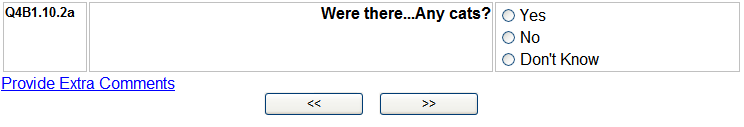 Q4B1.10.2a Were there...Any cats? Yes
No
Don't Know
Provide Extra Comments
<< >>